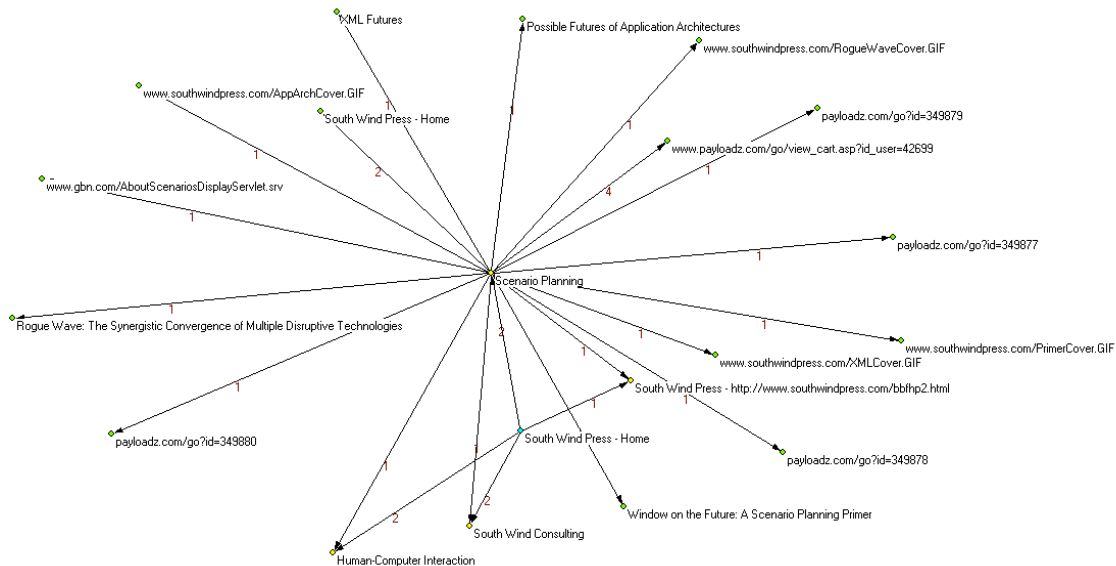 XML Futures
Possible Futures of Application Architectures
www.southwindpress.com/RogueWaveCover.GIF
www.southwindpress.com/AppArchCover.GIF
1
1
South Wind Press - Home
payloadz.com/go?id=349879
1
www.payloadz.com/go/view_cart.asp?id_user=42699
1
2
1
4
www.gbn.com/AboutScenariosDisplayServlet.srv
1
payloadz.com/go?id=349877
1
Scenario Planning
1
Rogue Wave: The Synergistic Convergence of Multiple Disruptive Technologies
1
2
1
1
www.southwindpress.com/PrimerCover.GIF
www.southwindpress.com/XMLCover.GIF
1
South Wind Press - http://www.southwindpress.com/bbfhp2.html
1
1
payloadz.com/go?id=349880
South Wind Press - Home
1
1
payloadz.com/go?id=349878
2
Window on the Future: A Scenario Planning Primer
2
South Wind Consulting
Human-Computer Interaction